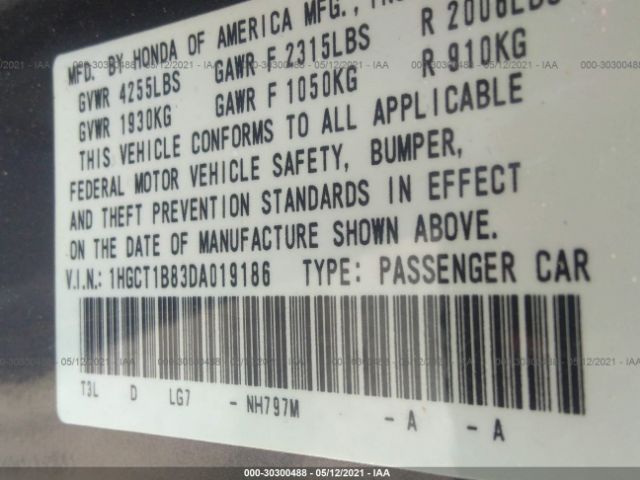 MFD. BY HONDA OF AMERICA MFG.,
GVWR 4255LBS GAWR F 2315LBS R 2006LBS
GVWR 1930KG GAWR F 1050KG R 910KG
THIS VEHICLE CONFORMS TO ALL APPLICABLE
FEDERAL MOTOR VEHICLE SAFETY, BUMPER,
AND THEFT PREVENTION STANDARDS IN EFFECT
ON THE DATE OF MANUFACTURE SHOWN ABOVE.
V.I.N.: 1HGCT1B83DA019186 TYPE: PASSENGER CAR
T3L D LG7 - NH797M - A - A
000-30300488 - 05/12/2021 - IAA